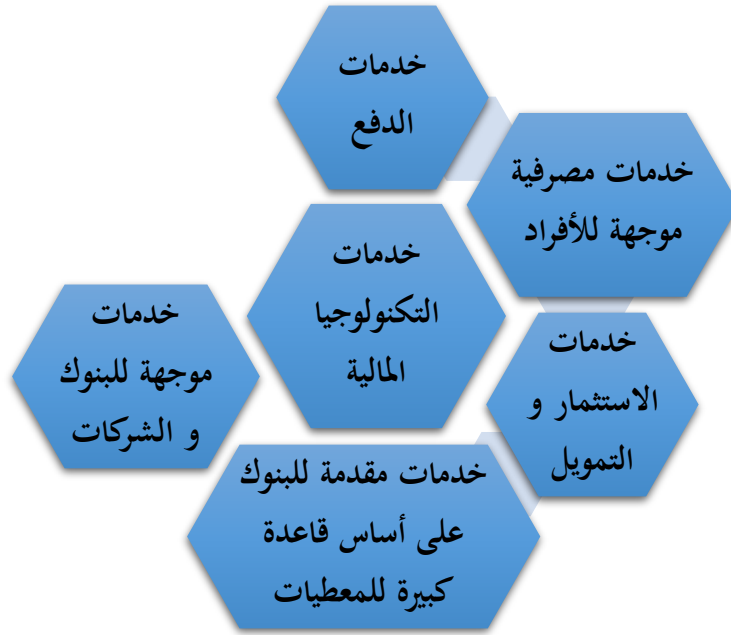 خدمات
الدفع
خدمات مصرفية
موجهة للأفراد
خدمات
التكنولوجيا
المالية
خدمات
الاستثمار و
التمويل
خدمات
موجهة للبنوك
و الشركات
خدمات مقدمة للبنوك
على أساس قاعدة
كبيرة للمعطيات